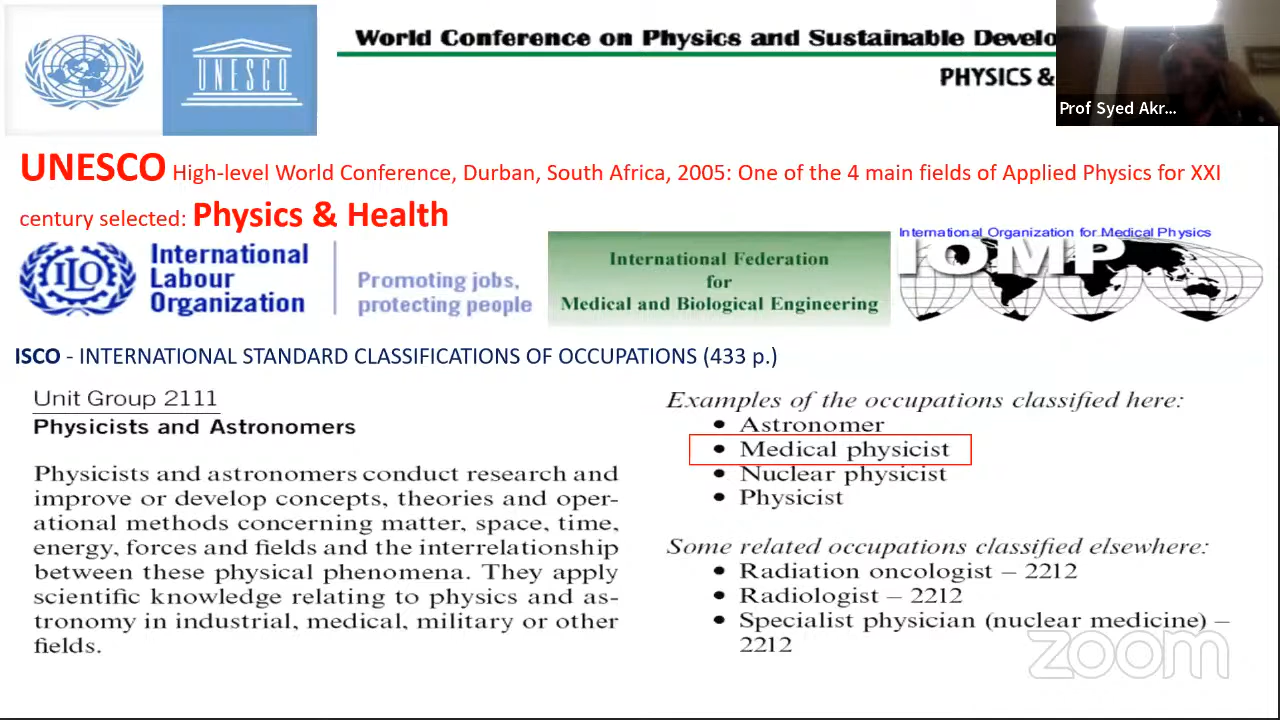 World Conference on Physics and Sustainable Develo
PHYSICS &
Prof Syed Akr...
UNESCO
UNESCO High-level World Conference, Durban, South Africa, 2005: One of the 4 main fields of Applied Physics for XXI
century selected: Physics & Health
ILO
International
Labour
Organization
Promoting jobs,
protecting people
International Federation
for
Medical and Biological Engineering
International Organization for Medical Physics
IOMP
ISCO - INTERNATIONAL STANDARD CLASSIFICATIONS OF OCCUPATIONS (433 p.)
Unit Group 2111
Physicists and Astronomers
Physicists and astronomers conduct research and
improve or develop concepts, theories and oper-
ational methods concerning matter, space, time,
energy, forces and fields and the interrelationship
between these physical phenomena. They apply
scientific knowledge relating to physics and as-
tronomy in industrial, medical, military or other
fields.
Examples of the occupations classified here:
• Astronomer
• Medical physicist
• Nuclear physicist
• Physicist
Some related occupations classified elsewhere:
• Radiation oncologist – 2212
• Radiologist – 2212
• Specialist physician (nuclear medicine) –
2212
zoom